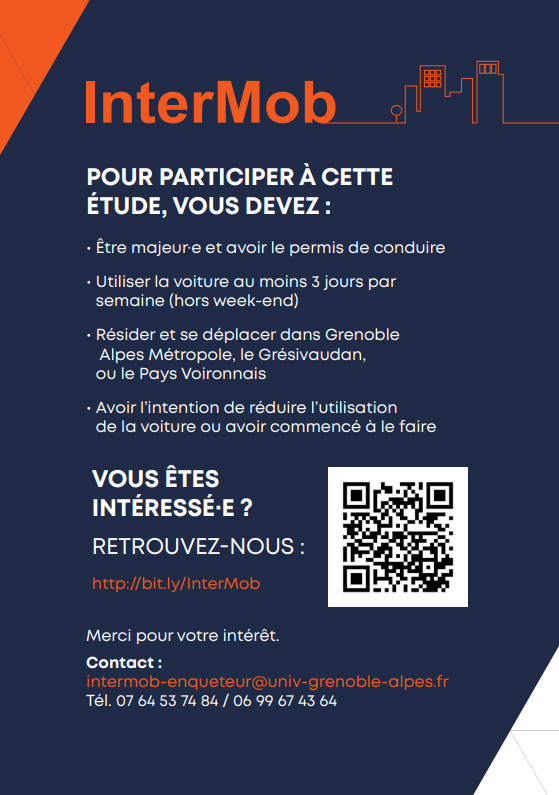 InterMob
POUR PARTICIPER À CETTE
ÉTUDE, VOUS DEVEZ :
• Être majeur·e et avoir le permis de conduire
• Utiliser la voiture au moins 3 jours par
semaine (hors week-end)
• Résider et se déplacer dans Grenoble
Alpes Métropole, le Grésivaudan,
ou le Pays Voironnais
• Avoir l'intention de réduire l'utilisation
de la voiture ou avoir commencé à le faire
VOUS ÊTES
INTÉRESSÉ·E ?
RETROUVEZ-NOUS :
http://bit.ly/InterMob
Merci pour votre intérêt.
Contact :
intermob-enqueteur@univ-grenoble-alpes.fr
Tél. 07 64 53 74 84 / 06 99 67 43 64